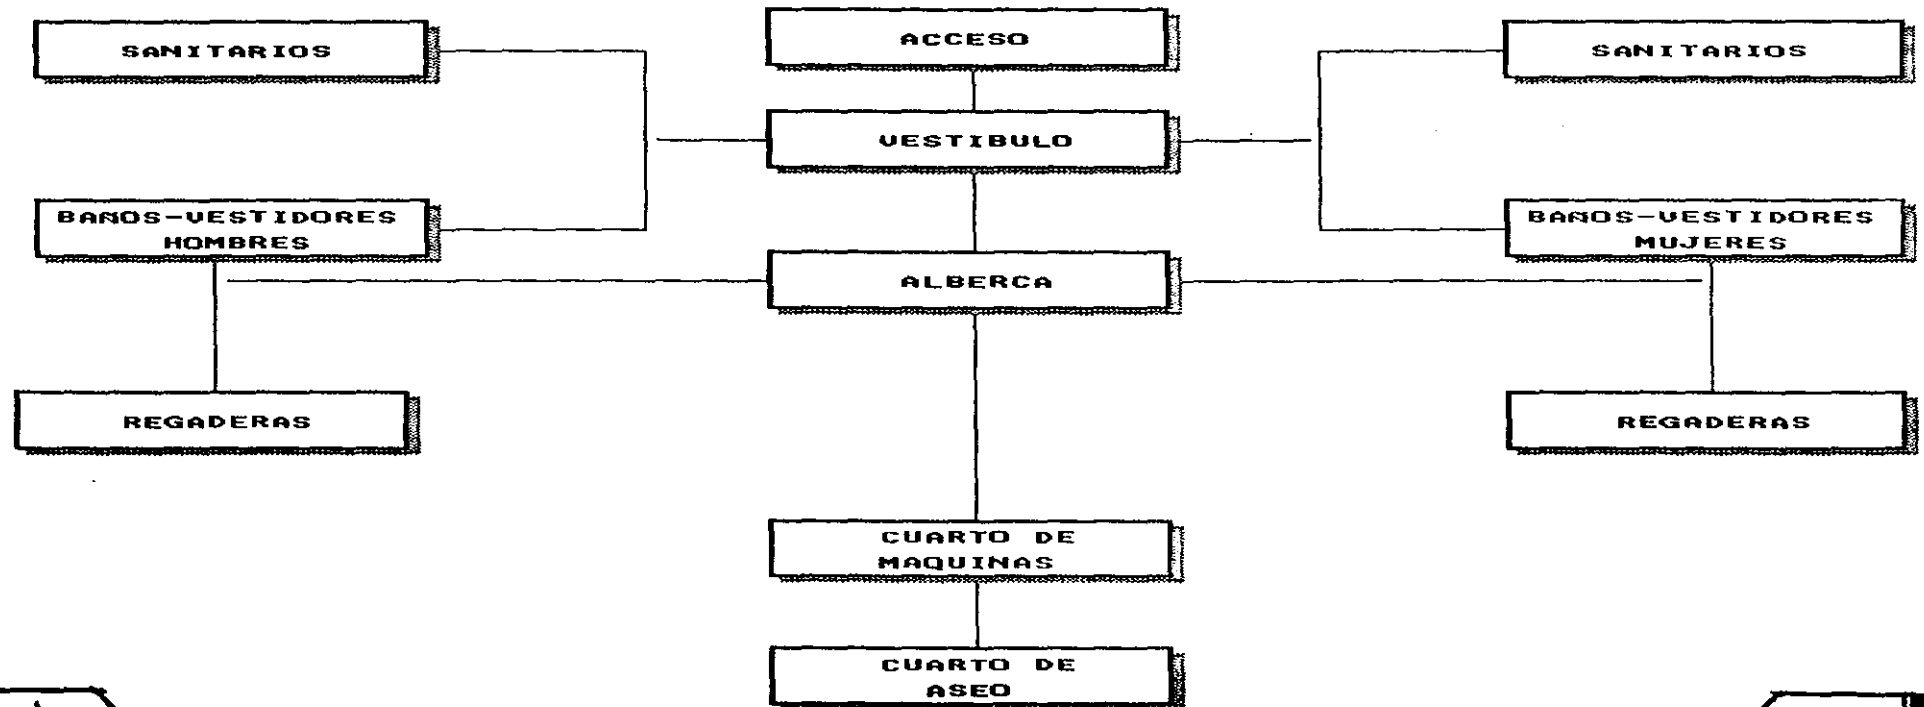 SANITARIOS
ACCESO
SANITARIOS
VESTIBULO
BAÑOS-VESTIDORES
HOMBRES
BAÑOS-VESTIDORES
MUJERES
ALBERCA
REGADERAS
REGADERAS
CUARTO DE
MAQUINAS
CUARTO DE
ASEO